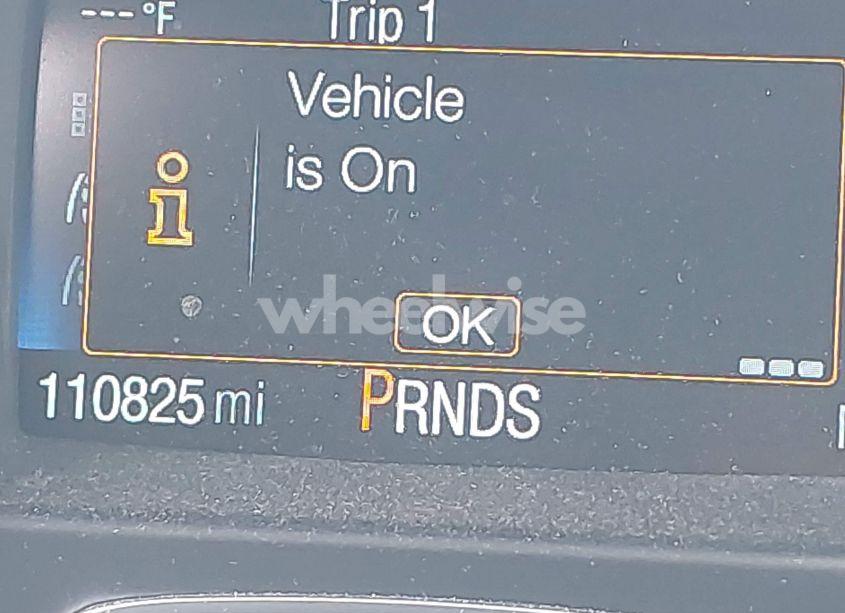 ---°F
Trip 1
Vehicle
is On
wheelwise
OK
110825 mi
PRNDS